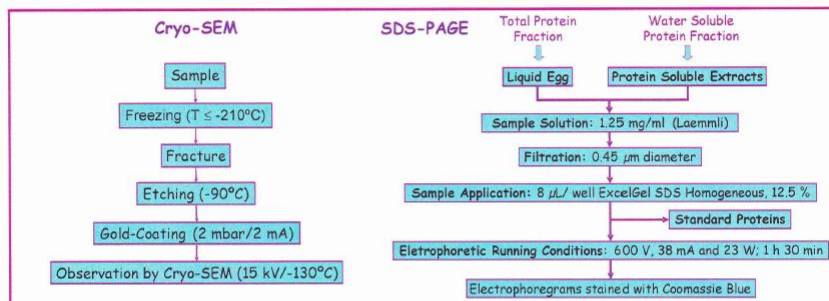 Cryo-SEM
Sample
Freezing (T ≤ -210ºC)
Fracture
Etching (-90ºC)
Gold-Coating (2 mbar/2 mA)
Observation by Cryo-SEM (15 kV/-130ºC)
SDS-PAGE
Total Protein
Fraction
Water Soluble
Protein Fraction
Liquid Egg
Protein Soluble Extracts
Sample Solution: 1.25 mg/ml (Laemmli)
Filtration: 0.45 µm diameter
Sample Application: 8 µL/ well ExcelGel SDS Homogeneous, 12.5 %
Standard Proteins
Eletrophoretic Running Conditions: 600 V, 38 mA and 23 W; 1 h 30 min
Electrophoregrams stained with Coomassie Blue